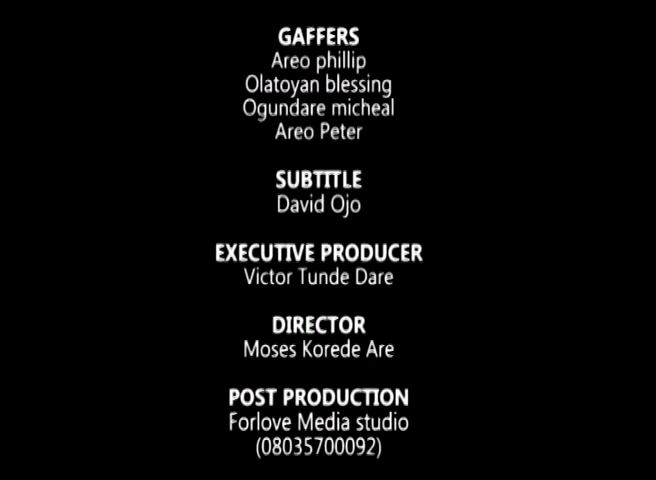 GAFFERS
Areo phillip
Olatoyan blessing
Ogundare micheal
Areo Peter
SUBTITLE
David Ojo
EXECUTIVE PRODUCER
Victor Tunde Dare
DIRECTOR
Moses Korede Are
POST PRODUCTION
Forlove Media studio
(08035700092)